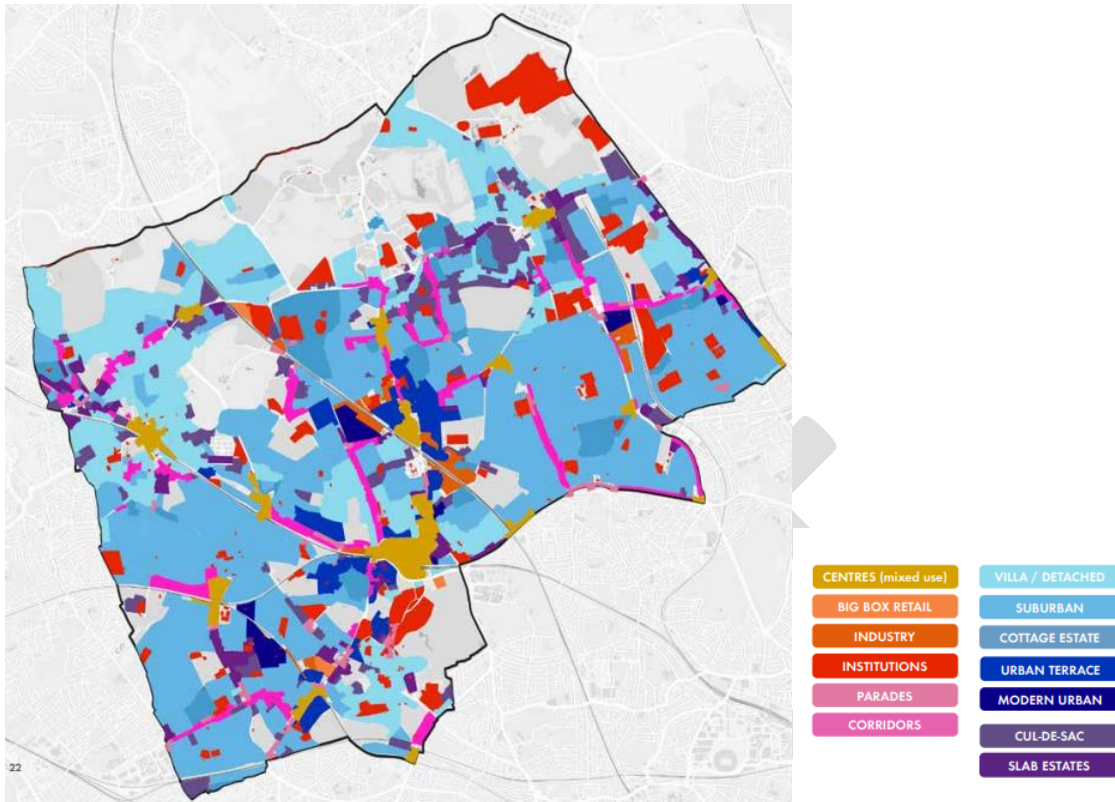 CENTRES (mixed use)
BIG BOX RETAIL
INDUSTRY
INSTITUTIONS
PARADES
CORRIDORS
VILLA / DETACHED
SUBURBAN
COTTAGE ESTATE
URBAN TERRACE
MODERN URBAN
CUL-DE-SAC
SLAB ESTATES
22